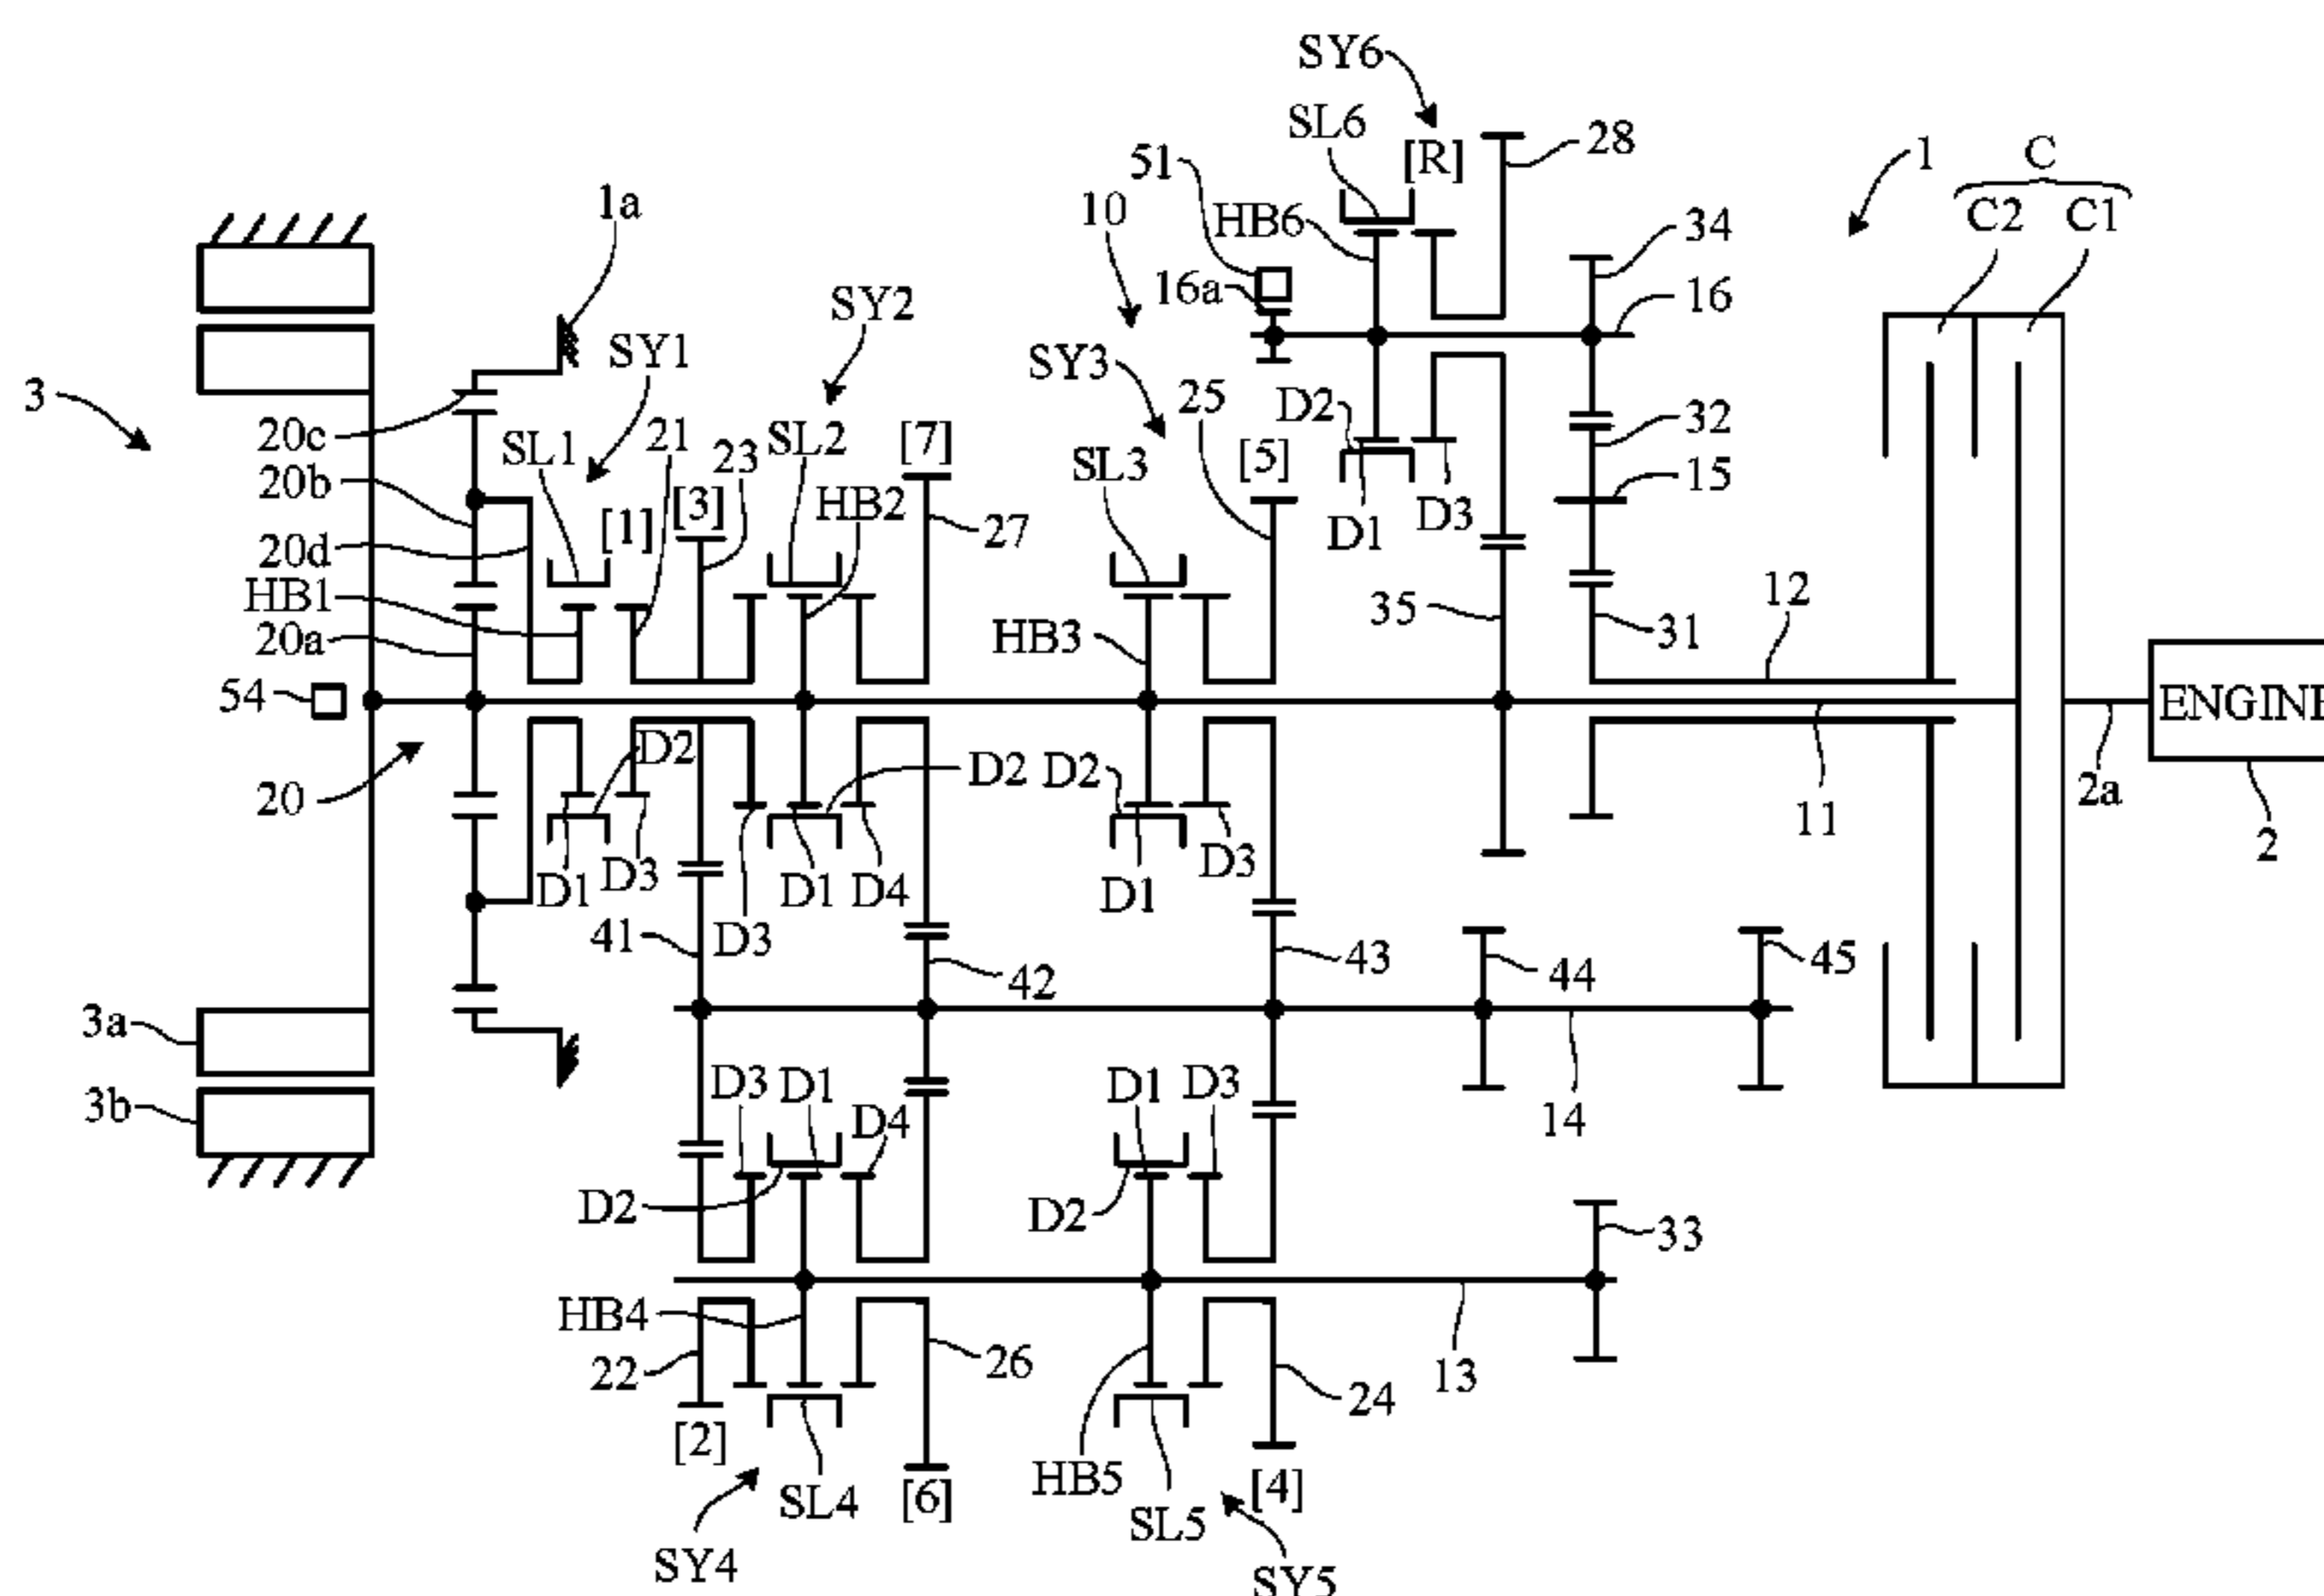 SY6
SL6
[R]
28
51
1
C
C2
C1
1a
10
HB6
34
16a
16
SY2
SY1
SY3
25
3
20c
SL1
21
23
SL2
[7]
D2
32
SL3
[5]
20b
[1]
[3]
HB2
27
D1
D3
15
20d
HB1
12
20a
HB3
35
31
54
ENGINE
20
D2
D2
D2
11
2a
2
D1
D3
D1
D4
D1
D3
41
D3
42
43
44
45
3a
3b
D3
D1
D4
D1
D3
14
D2
D2
33
HB4
22
26
13
24
[2]
SL4
[6]
HB5
[4]
SL5
SY4
SY5